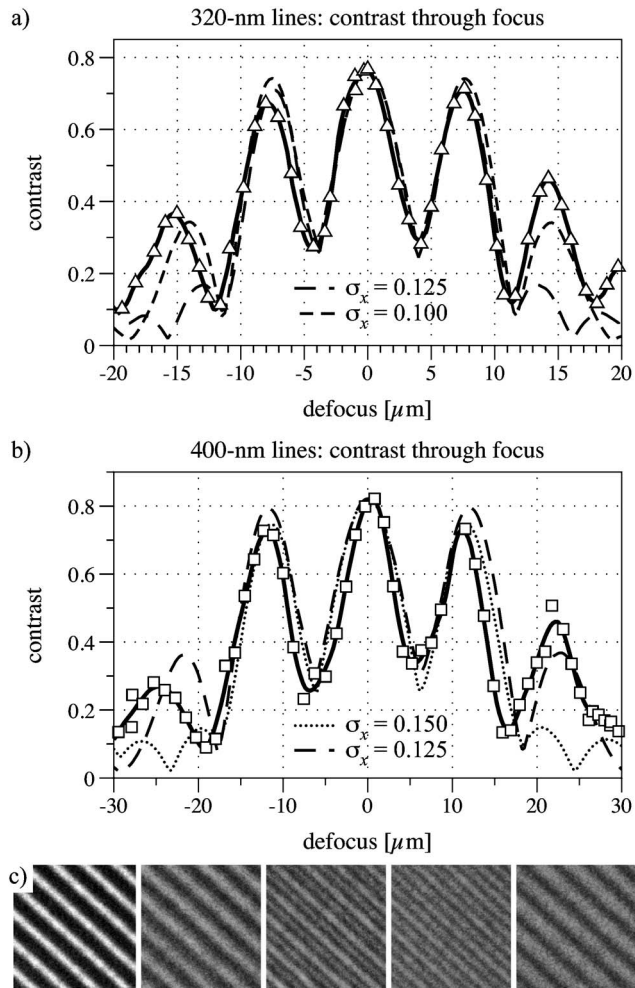 a)
320-nm lines: contrast through focus
0.8
0.6
0.4
0.2
0
contrast
σx = 0.125
σx = 0.100
-20 -15 -10 -5 0 5 10 15 20
defocus [µm]
b)
400-nm lines: contrast through focus
0.8
0.6
0.4
0.2
0
contrast
σx = 0.150
σx = 0.125
-30 -20 -10 0 10 20 30
defocus [µm]
c)